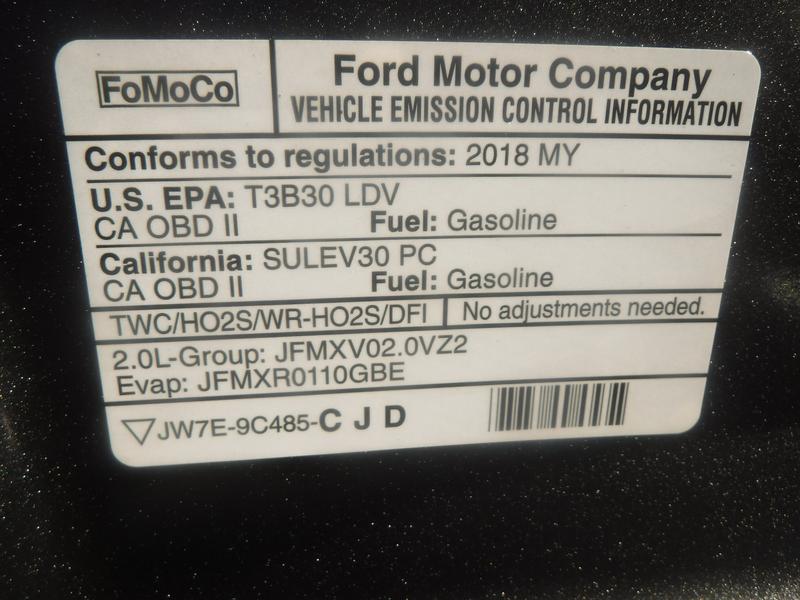 FoMoCo
Ford Motor Company
VEHICLE EMISSION CONTROL INFORMATION
Conforms to regulations: 2018 MY
U.S. EPA: T3B30 LDV
CA OBD II Fuel: Gasoline
California: SULEV30 PC
CA OBD II Fuel: Gasoline
TWC/HO2S/WR-HO2S/DFI No adjustments needed.
2.0L-Group: JFMXV02.0VZ2
Evap: JFMXR0110GBE
JW7E-9C485-C J D